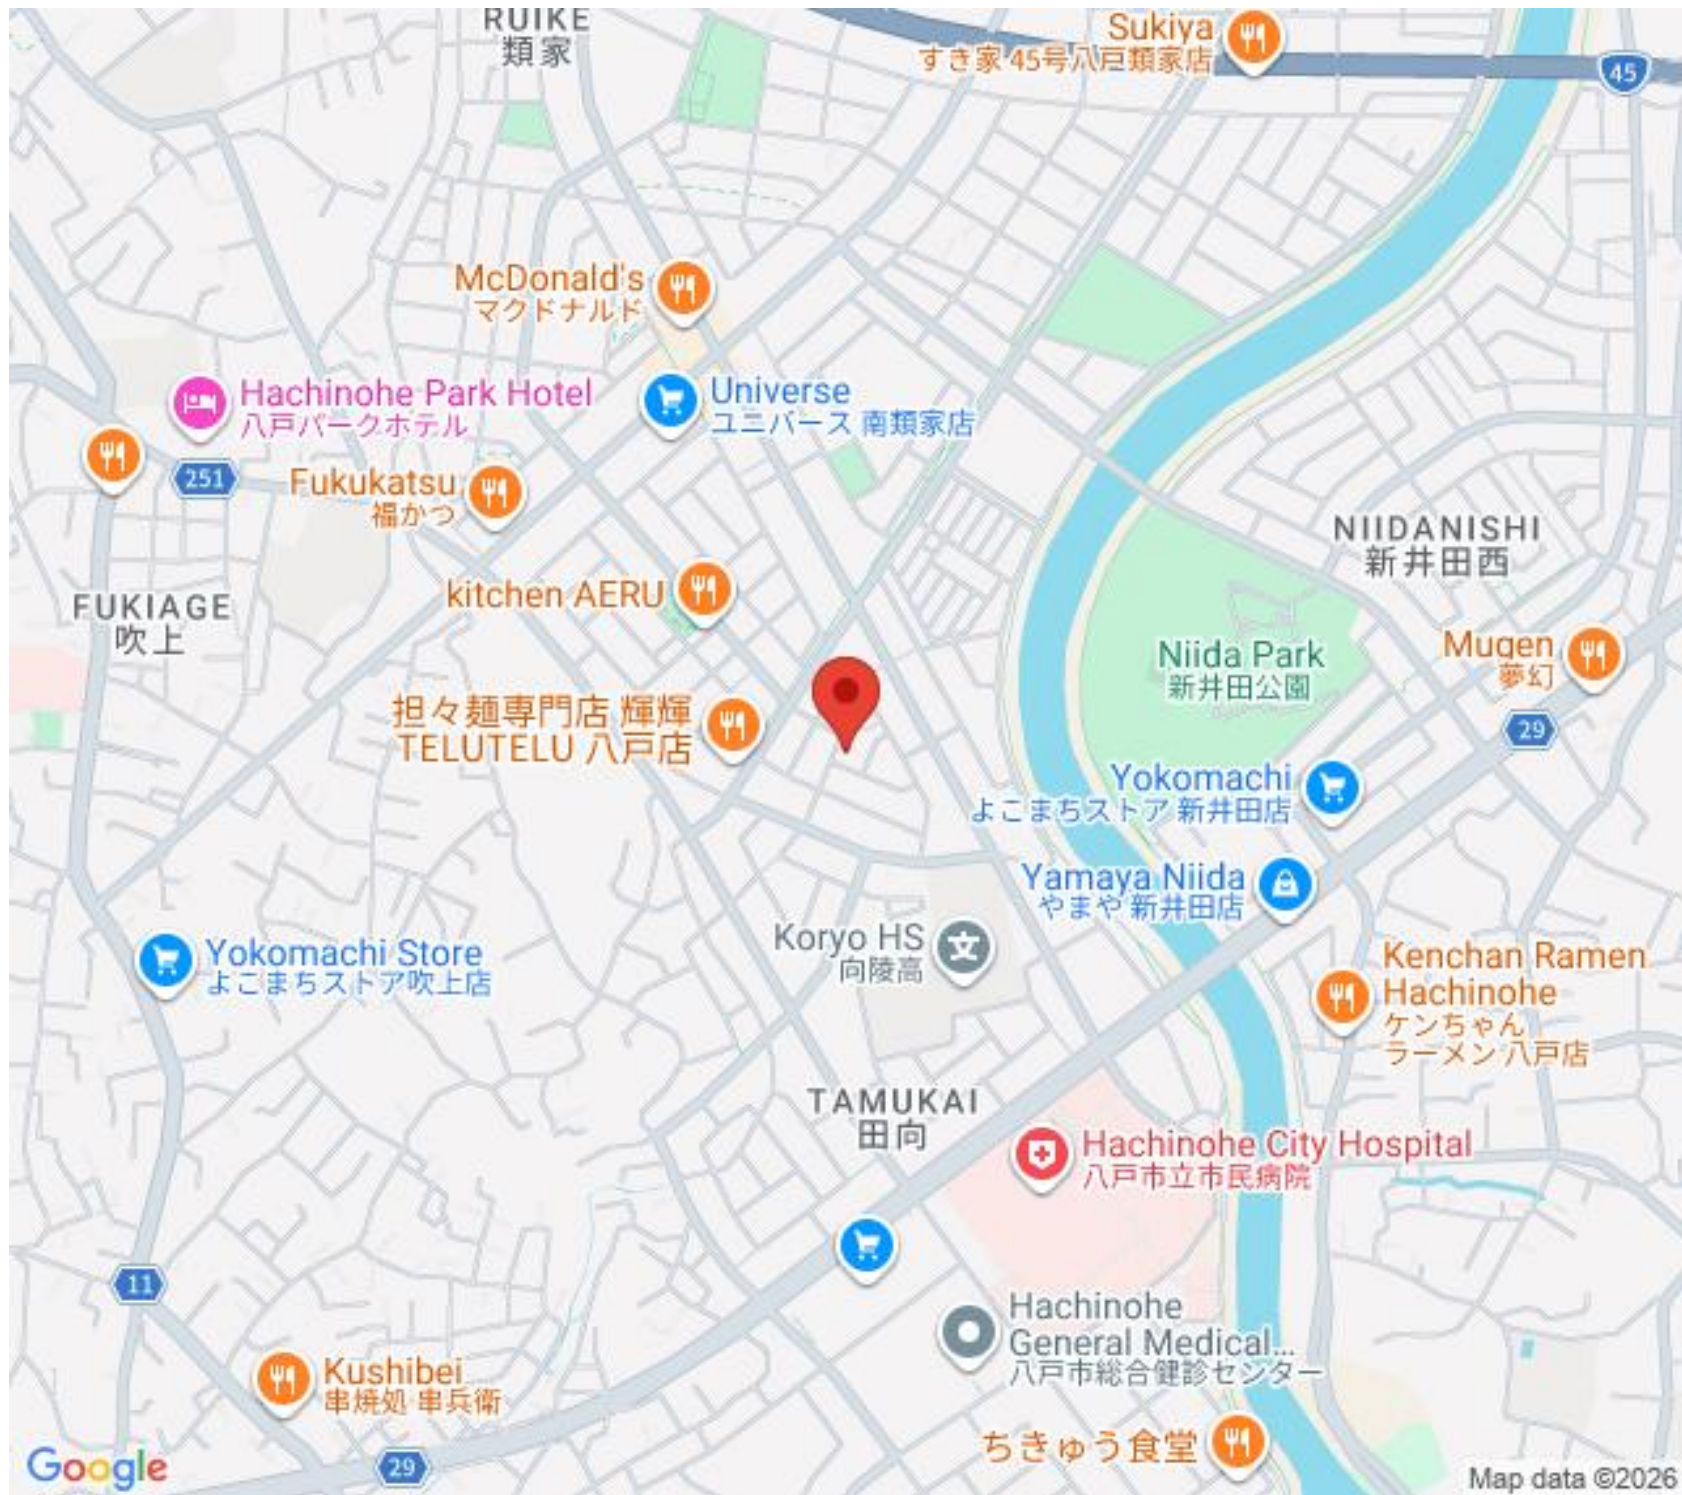 RUIKE
類家
Sukiya
すき家 45号八戸類家店
45
McDonald's
マクドナルド
Hachinohe Park Hotel
八戸パークホテル
Universe
ユニバース 南類家店
251
Fukukatsu
福かつ
NIIDANISHI
新井田西
kitchen AERU
FUKIAGE
吹上
Niida Park
新井田公園
Mugen
夢幻
担々麺専門店 輝輝
TELUTELU 八戸店
29
Yokomachi
よこまちストア 新井田店
Yamaya Niida
やまや 新井田店
Koryo HS
向陵高
文
Yokomachi Store
よこまちストア吹上店
Kenchan Ramen
Hachinohe
ケンちゃん
ラーメン 八戸店
TAMUKAI
田向
Hachinohe City Hospital
八戸市立市民病院
11
Hachinohe
General Medical...
八戸市総合健診センター
Kushibei
串焼処 串兵衛
ちきゅう食堂
29
Google
Map data ©2026